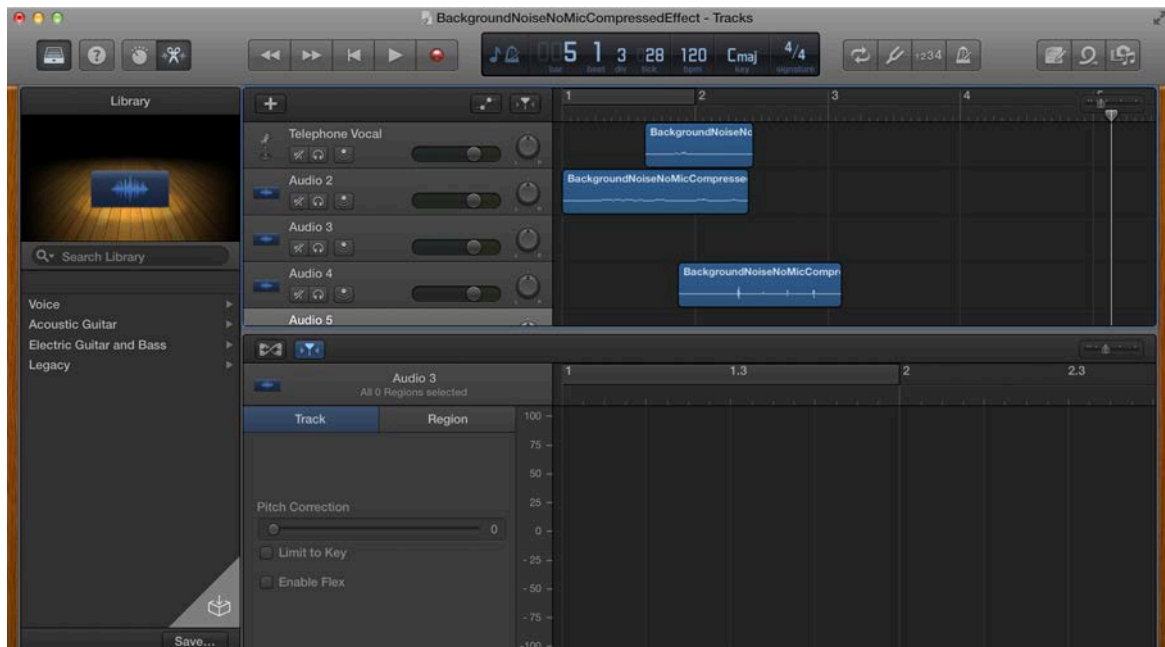 BackgroundNoiseNoMicCompressedEffect - Tracks
5 1 3 28 120 Cmaj 4/4
bar beat div tick bpm key signature
1234
Library
Search Library
Voice
Acoustic Guitar
Electric Guitar and Bass
Legacy
Save...
1 2 3 4
Telephone Vocal
BackgroundNoiseNo
Audio 2
BackgroundNoiseNoMicCompresse
Audio 3
Audio 4
BackgroundNoiseNoMicCompr
Audio 5
Audio 3
All 0 Regions selected
1 1.3 2 2.3
Track Region
Pitch Correction
0
Limit to Key
Enable Flex
100
75
50
25
0
- 25
- 50
- 75
-100